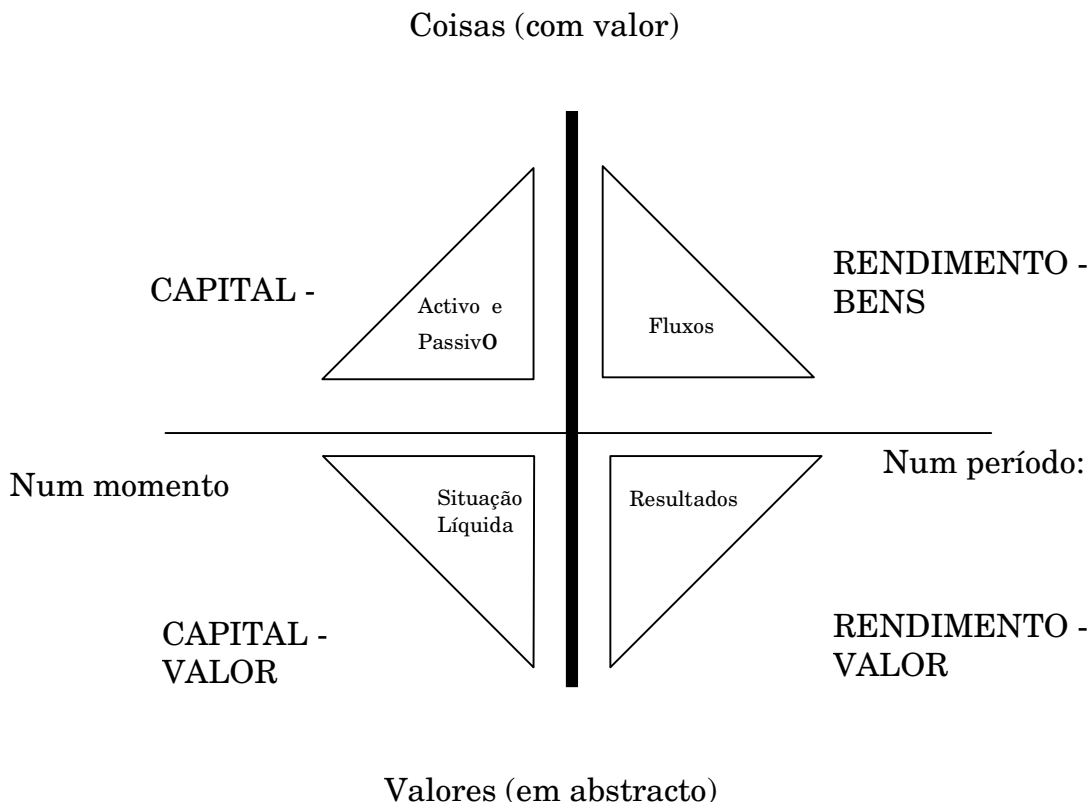 Coisas (com valor)
CAPITAL -
Activo e
PassivO
Fluxos
RENDIMENTO -
BENS
Num momento
Num período:
Situação
Líquida
Resultados
CAPITAL -
VALOR
RENDIMENTO -
VALOR
Valores (em abstracto)